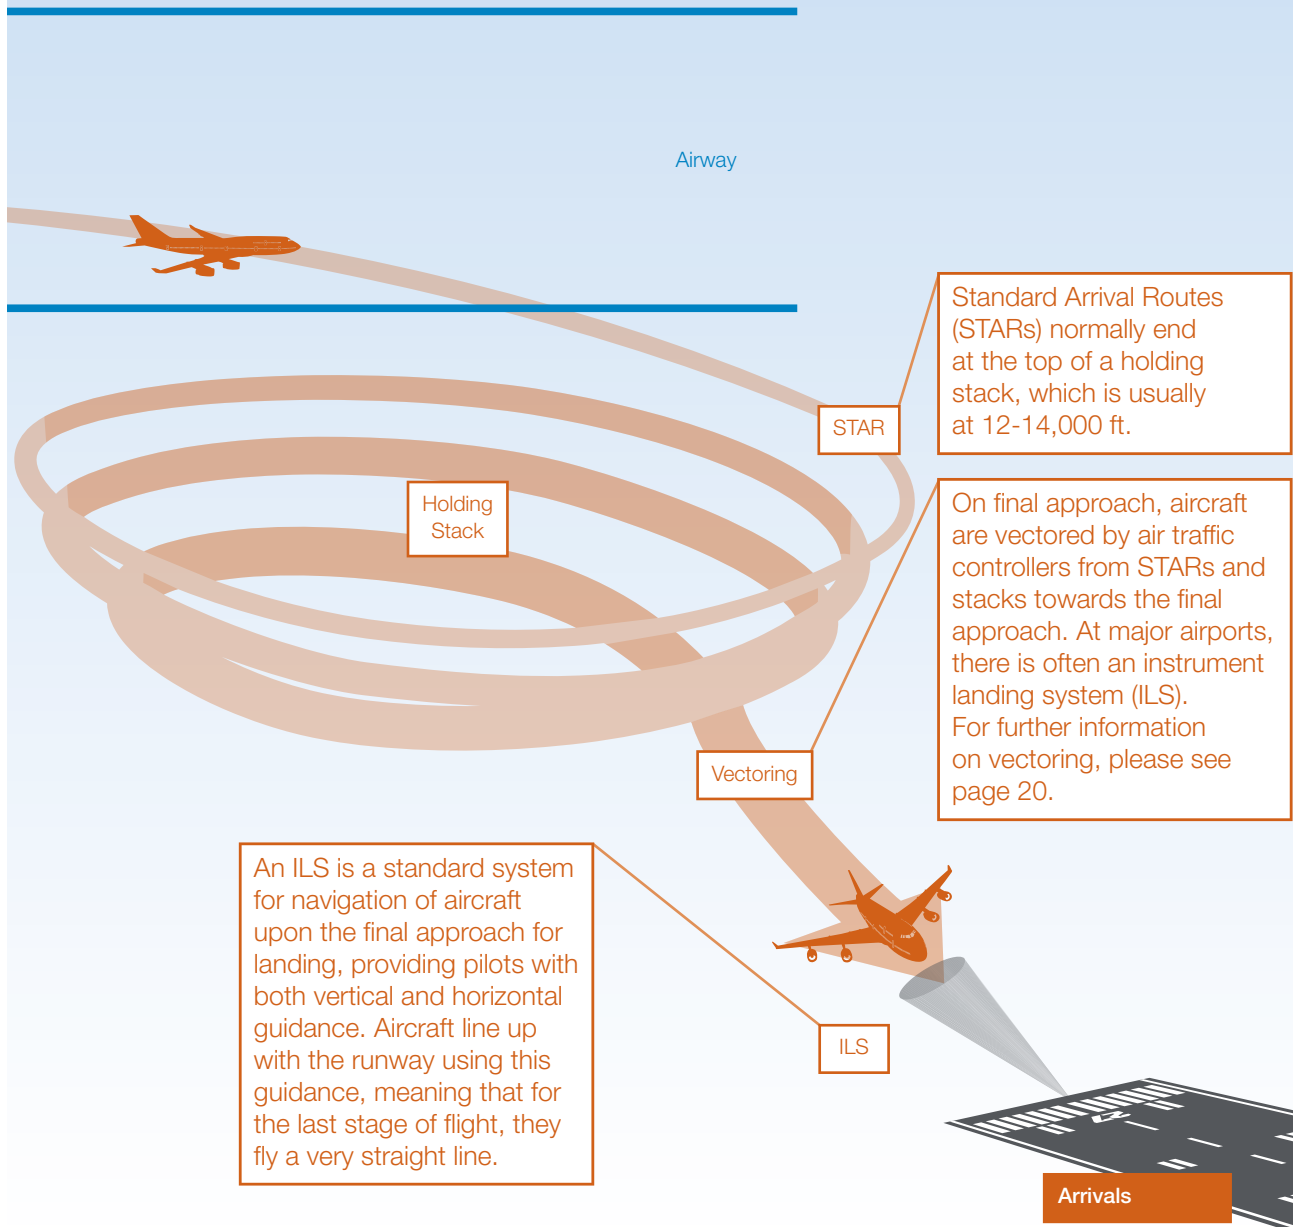 Airway
Standard Arrival Routes
(STARs) normally end
at the top of a holding
stack, which is usually
at 12-14,000 ft.
STAR
On final approach, aircraft
are vectored by air traffic
controllers from STARs and
stacks towards the final
approach. At major airports,
there is often an instrument
landing system (ILS).
For further information
on vectoring, please see
page 20.
Holding
Stack
Vectoring
An ILS is a standard system
for navigation of aircraft
upon the final approach for
landing, providing pilots with
both vertical and horizontal
guidance. Aircraft line up
with the runway using this
guidance, meaning that for
the last stage of flight, they
fly a very straight line.
ILS
Arrivals